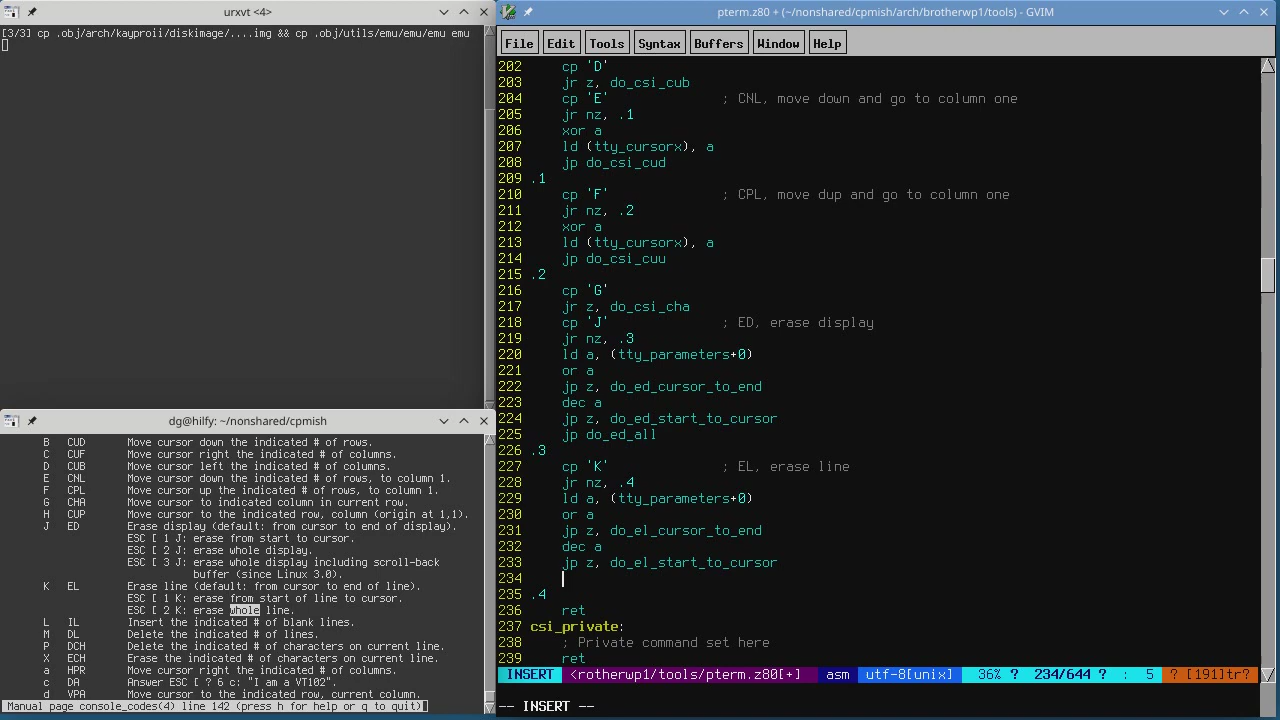 urxvt <4>
[3/3] cp .obj/arch/kayproii/diskimage/....img && cp .obj/utils/emu/emu/emu emu
dg@hilfy: ~/nonshared/cpmish
B CUD Move cursor down the indicated # of rows.
C CUF Move cursor right the indicated # of columns.
D CUB Move cursor left the indicated # of columns.
E CNL Move cursor down the indicated # of rows, to column 1.
F CPL Move cursor up the indicated # of rows, to column 1.
G CHA Move cursor to indicated column in current row.
H CUP Move cursor to the indicated row, column (origin at 1,1).
J ED Erase display (default: from cursor to end of display).
ESC [ 1 J: erase from start to cursor.
ESC [ 2 J: erase whole display.
ESC [ 3 J: erase whole display including scroll-back
buffer (since Linux 3.0).
K EL Erase line (default: from cursor to end of line).
ESC [ 1 K: erase from start of line to cursor.
ESC [ 2 K: erase whole line.
L IL Insert the indicated # of blank lines.
M DL Delete the indicated # of lines.
P DCH Delete the indicated # of characters on current line.
X ECH Erase the indicated # of characters on current line.
a HPR Move cursor right the indicated # of columns.
c DA Answer ESC [ ? 6 c: "I am a VT102".
d VPA Move cursor to the indicated row, current column.
Manual page console_codes(4) line 142 (press h for help or q to quit)
pterm.z80 + (~/nonshared/cpmish/arch/brotherwp1/tools) - GVIM
File Edit Tools Syntax Buffers Window Help
202 cp 'D'
203 jr z, do_csi_cub
204 cp 'E' ; CNL, move down and go to column one
205 jr nz, .1
206 xor a
207 ld (tty_cursorx), a
208 jp do_csi_cud
209 .1
210 cp 'F' ; CPL, move dup and go to column one
211 jr nz, .2
212 xor a
213 ld (tty_cursorx), a
214 jp do_csi_cuu
215 .2
216 cp 'G'
217 jr z, do_csi_cha
218 cp 'J' ; ED, erase display
219 jr nz, .3
220 ld a, (tty_parameters+0)
221 or a
222 jp z, do_ed_cursor_to_end
223 dec a
224 jp z, do_ed_start_to_cursor
225 jp do_ed_all
226 .3
227 cp 'K' ; EL, erase line
228 jr nz, .4
229 ld a, (tty_parameters+0)
230 or a
231 jp z, do_el_cursor_to_end
232 dec a
233 jp z, do_el_start_to_cursor
234
235 .4
236 ret
237 csi_private:
238 ; Private command set here
239 ret
INSERT <rotherwp1/tools/pterm.z80[+] asm utf-8[unix] 36% ? 234/644 ? : 5 ? [191]tr?
-- INSERT --